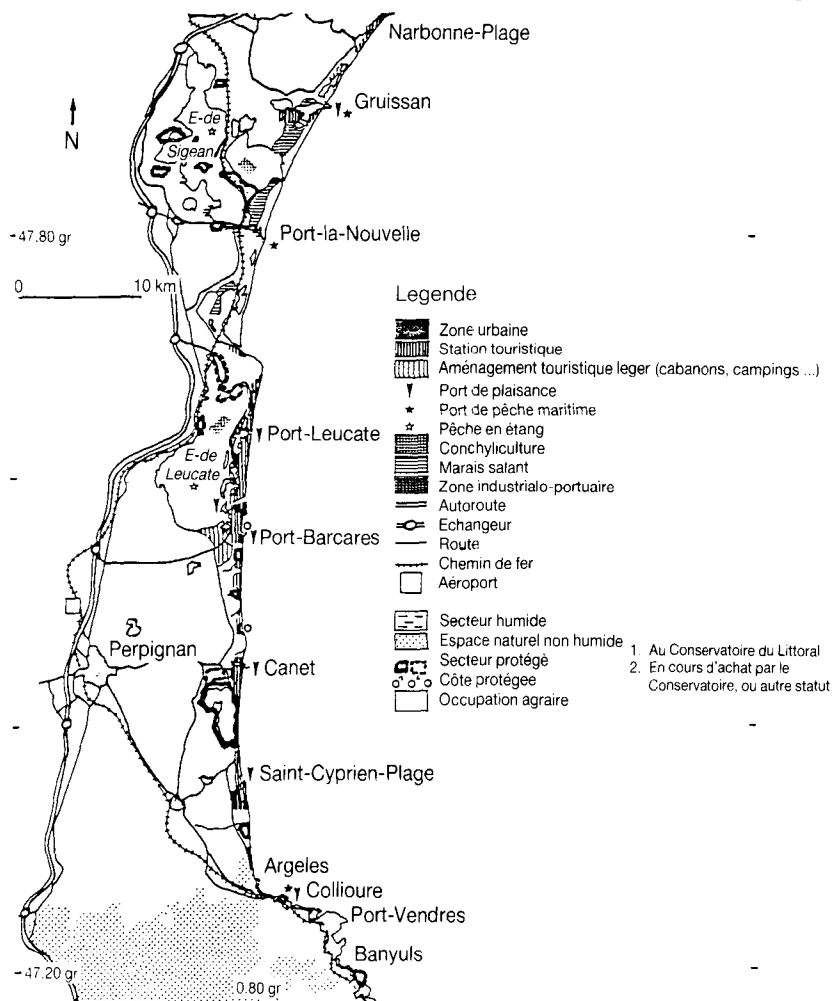 Narbonne-Plage
Gruissan
N
E-de
Sigean
-47.80 gr
Port-la-Nouvelle
0 10 km
Port-Leucate
E-de
Leucate
Port-Barcares
Perpignan
Canet
Saint-Cyprien-Plage
Argeles
Collioure
Port-Vendres
Banyuls
-47.20 gr
0.80 gr
Legende
Zone urbaine
Station touristique
Aménagement touristique leger (cabanons, campings ...)
Port de plaisance
Port de pêche maritime
Pêche en étang
Conchyliculture
Marais salant
Zone industrialo-portuaire
Autoroute
Echangeur
Route
Chemin de fer
Aéroport
Secteur humide
Espace naturel non humide
Secteur protégè
Côte protégee
Occupation agraire
1. Au Conservatoire du Littoral
2. En cours d'achat par le
Conservatoire, ou autre statut